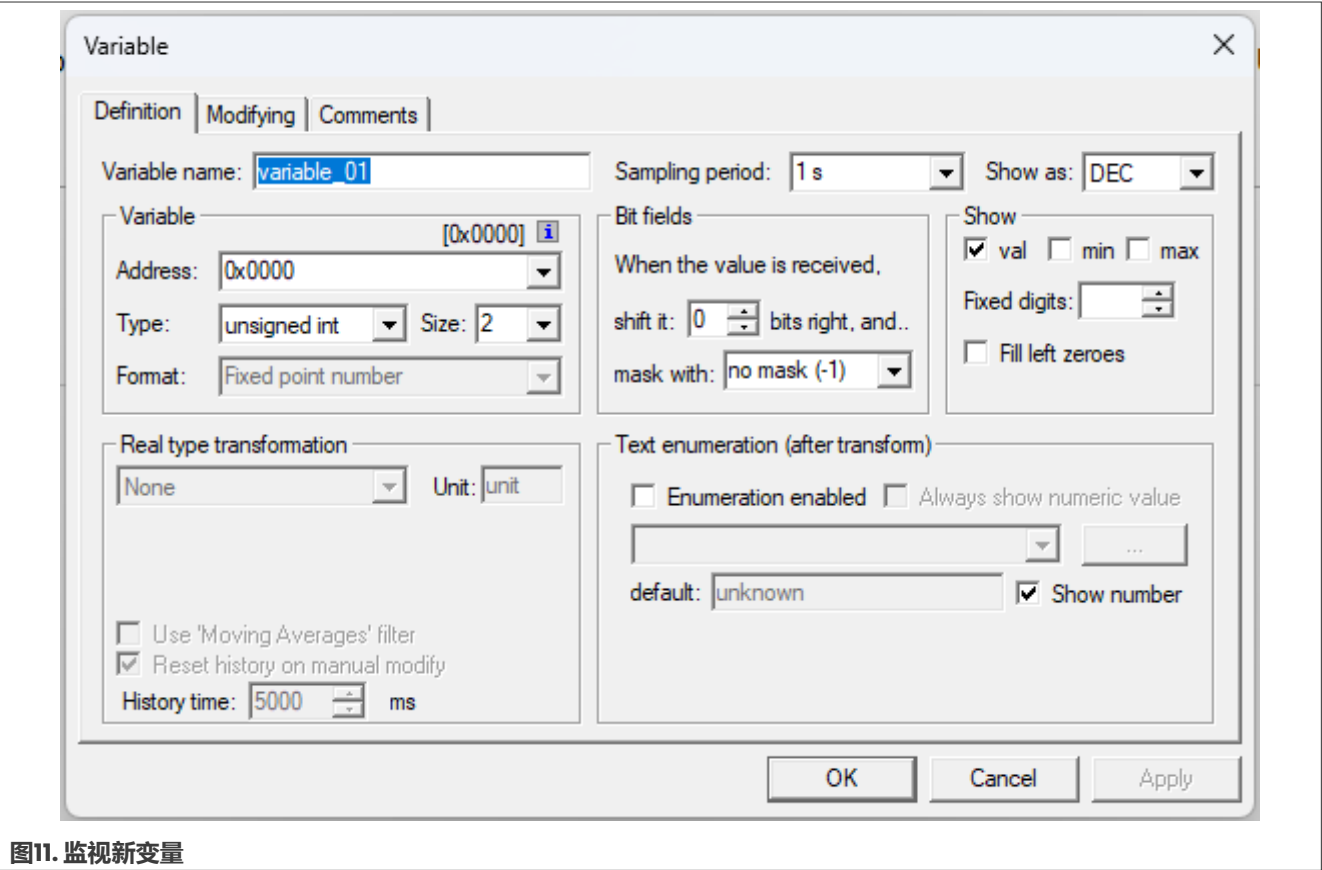 Variable
Definition Modifying Comments
Variable name: variable_01 Sampling period: 1 s Show as: DEC
Variable
[0x0000] i
Address: 0x0000
Type: unsigned int Size: 2
Format: Fixed point number
Bit fields
When the value is received,
shift it: 0 bits right, and..
mask with: no mask (-1)
Show
val min max
Fixed digits:
Fill left zeroes
Real type transformation
None Unit: unit
Use 'Moving Averages' filter
Reset history on manual modify
History time: 5000 ms
Text enumeration (after transform)
Enumeration enabled Always show numeric value
...
default: unknown Show number
OK Cancel Apply
图11. 监视新变量